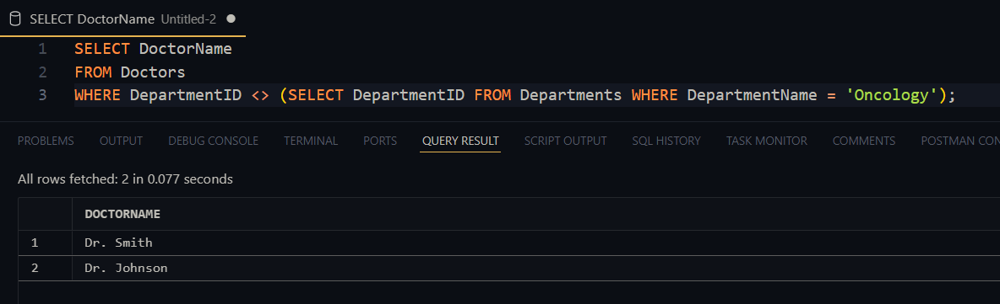 SELECT DoctorName Untitled-2
1 SELECT DoctorName
2 FROM Doctors
3 WHERE DepartmentID <> (SELECT DepartmentID FROM Departments WHERE DepartmentName = 'Oncology');
PROBLEMS OUTPUT DEBUG CONSOLE TERMINAL PORTS QUERY RESULT SCRIPT OUTPUT SQL HISTORY TASK MONITOR COMMENTS POSTMAN CON
All rows fetched: 2 in 0.077 seconds
DOCTORNAME
1 Dr. Smith
2 Dr. Johnson